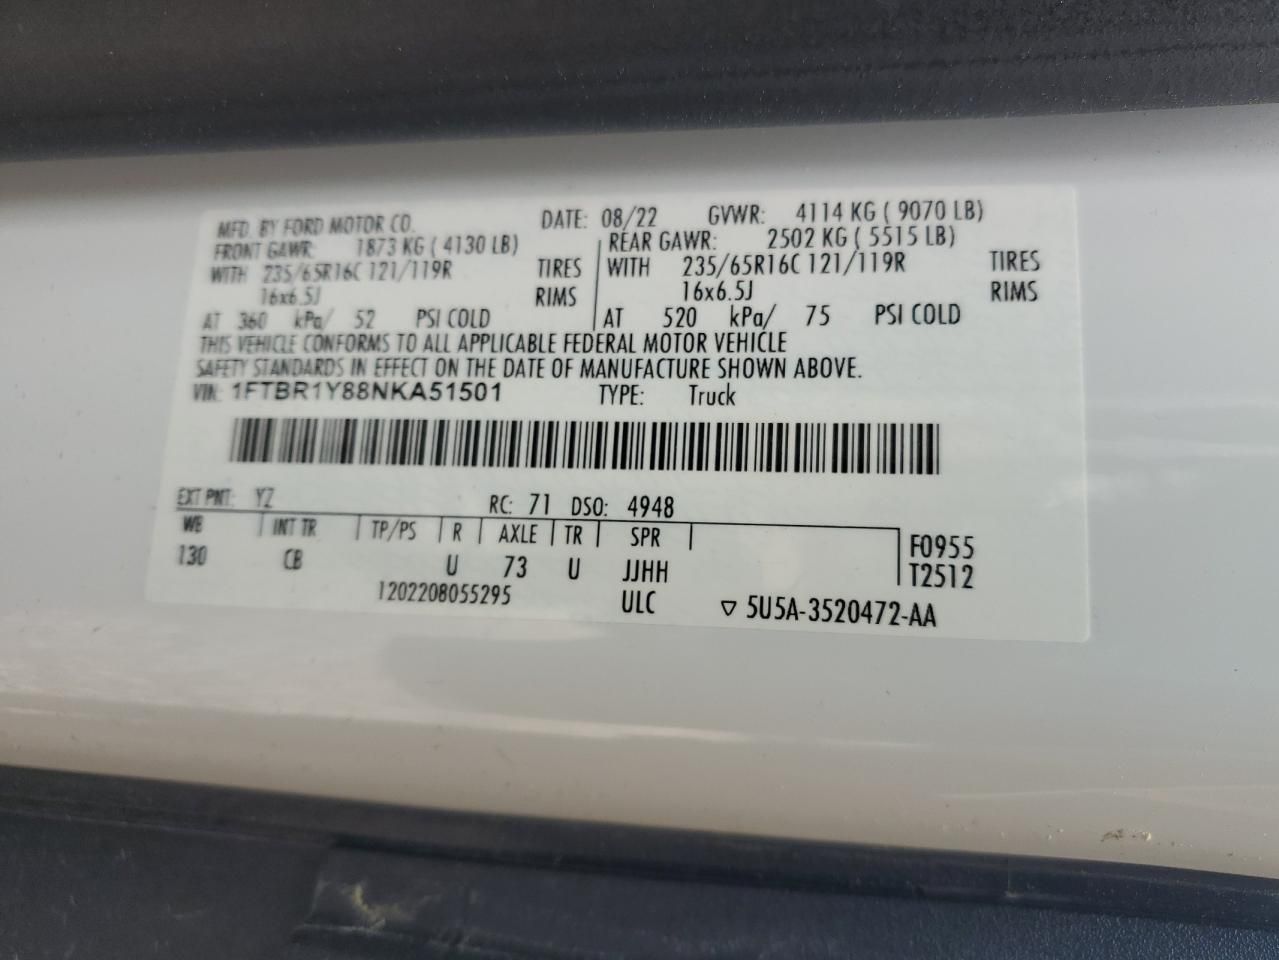 MFD. BY FORD MOTOR CO. DATE: 08/22 GVWR: 4114 KG ( 9070 LB)
FRONT GAWR: 1873 KG ( 4130 LB) REAR GAWR: 2502 KG ( 5515 LB)
WITH 235/65R16C 121/119R TIRES WITH 235/65R16C 121/119R TIRES
16x6.5J RIMS 16x6.5J RIMS
AT 360 kPa/ 52 PSI COLD AT 520 kPa/ 75 PSI COLD
THIS VEHICLE CONFORMS TO ALL APPLICABLE FEDERAL MOTOR VEHICLE
SAFETY STANDARDS IN EFFECT ON THE DATE OF MANUFACTURE SHOWN ABOVE.
VIN: 1FTBR1Y88NKA51501 TYPE: Truck
EXT PNT: YZ RC: 71 DSO: 4948
WB INT TR TP/PS R AXLE TR SPR F0955
130 CB U 73 U JJHH T2512
1202208055295 ULC ▽ 5U5A-3520472-AA